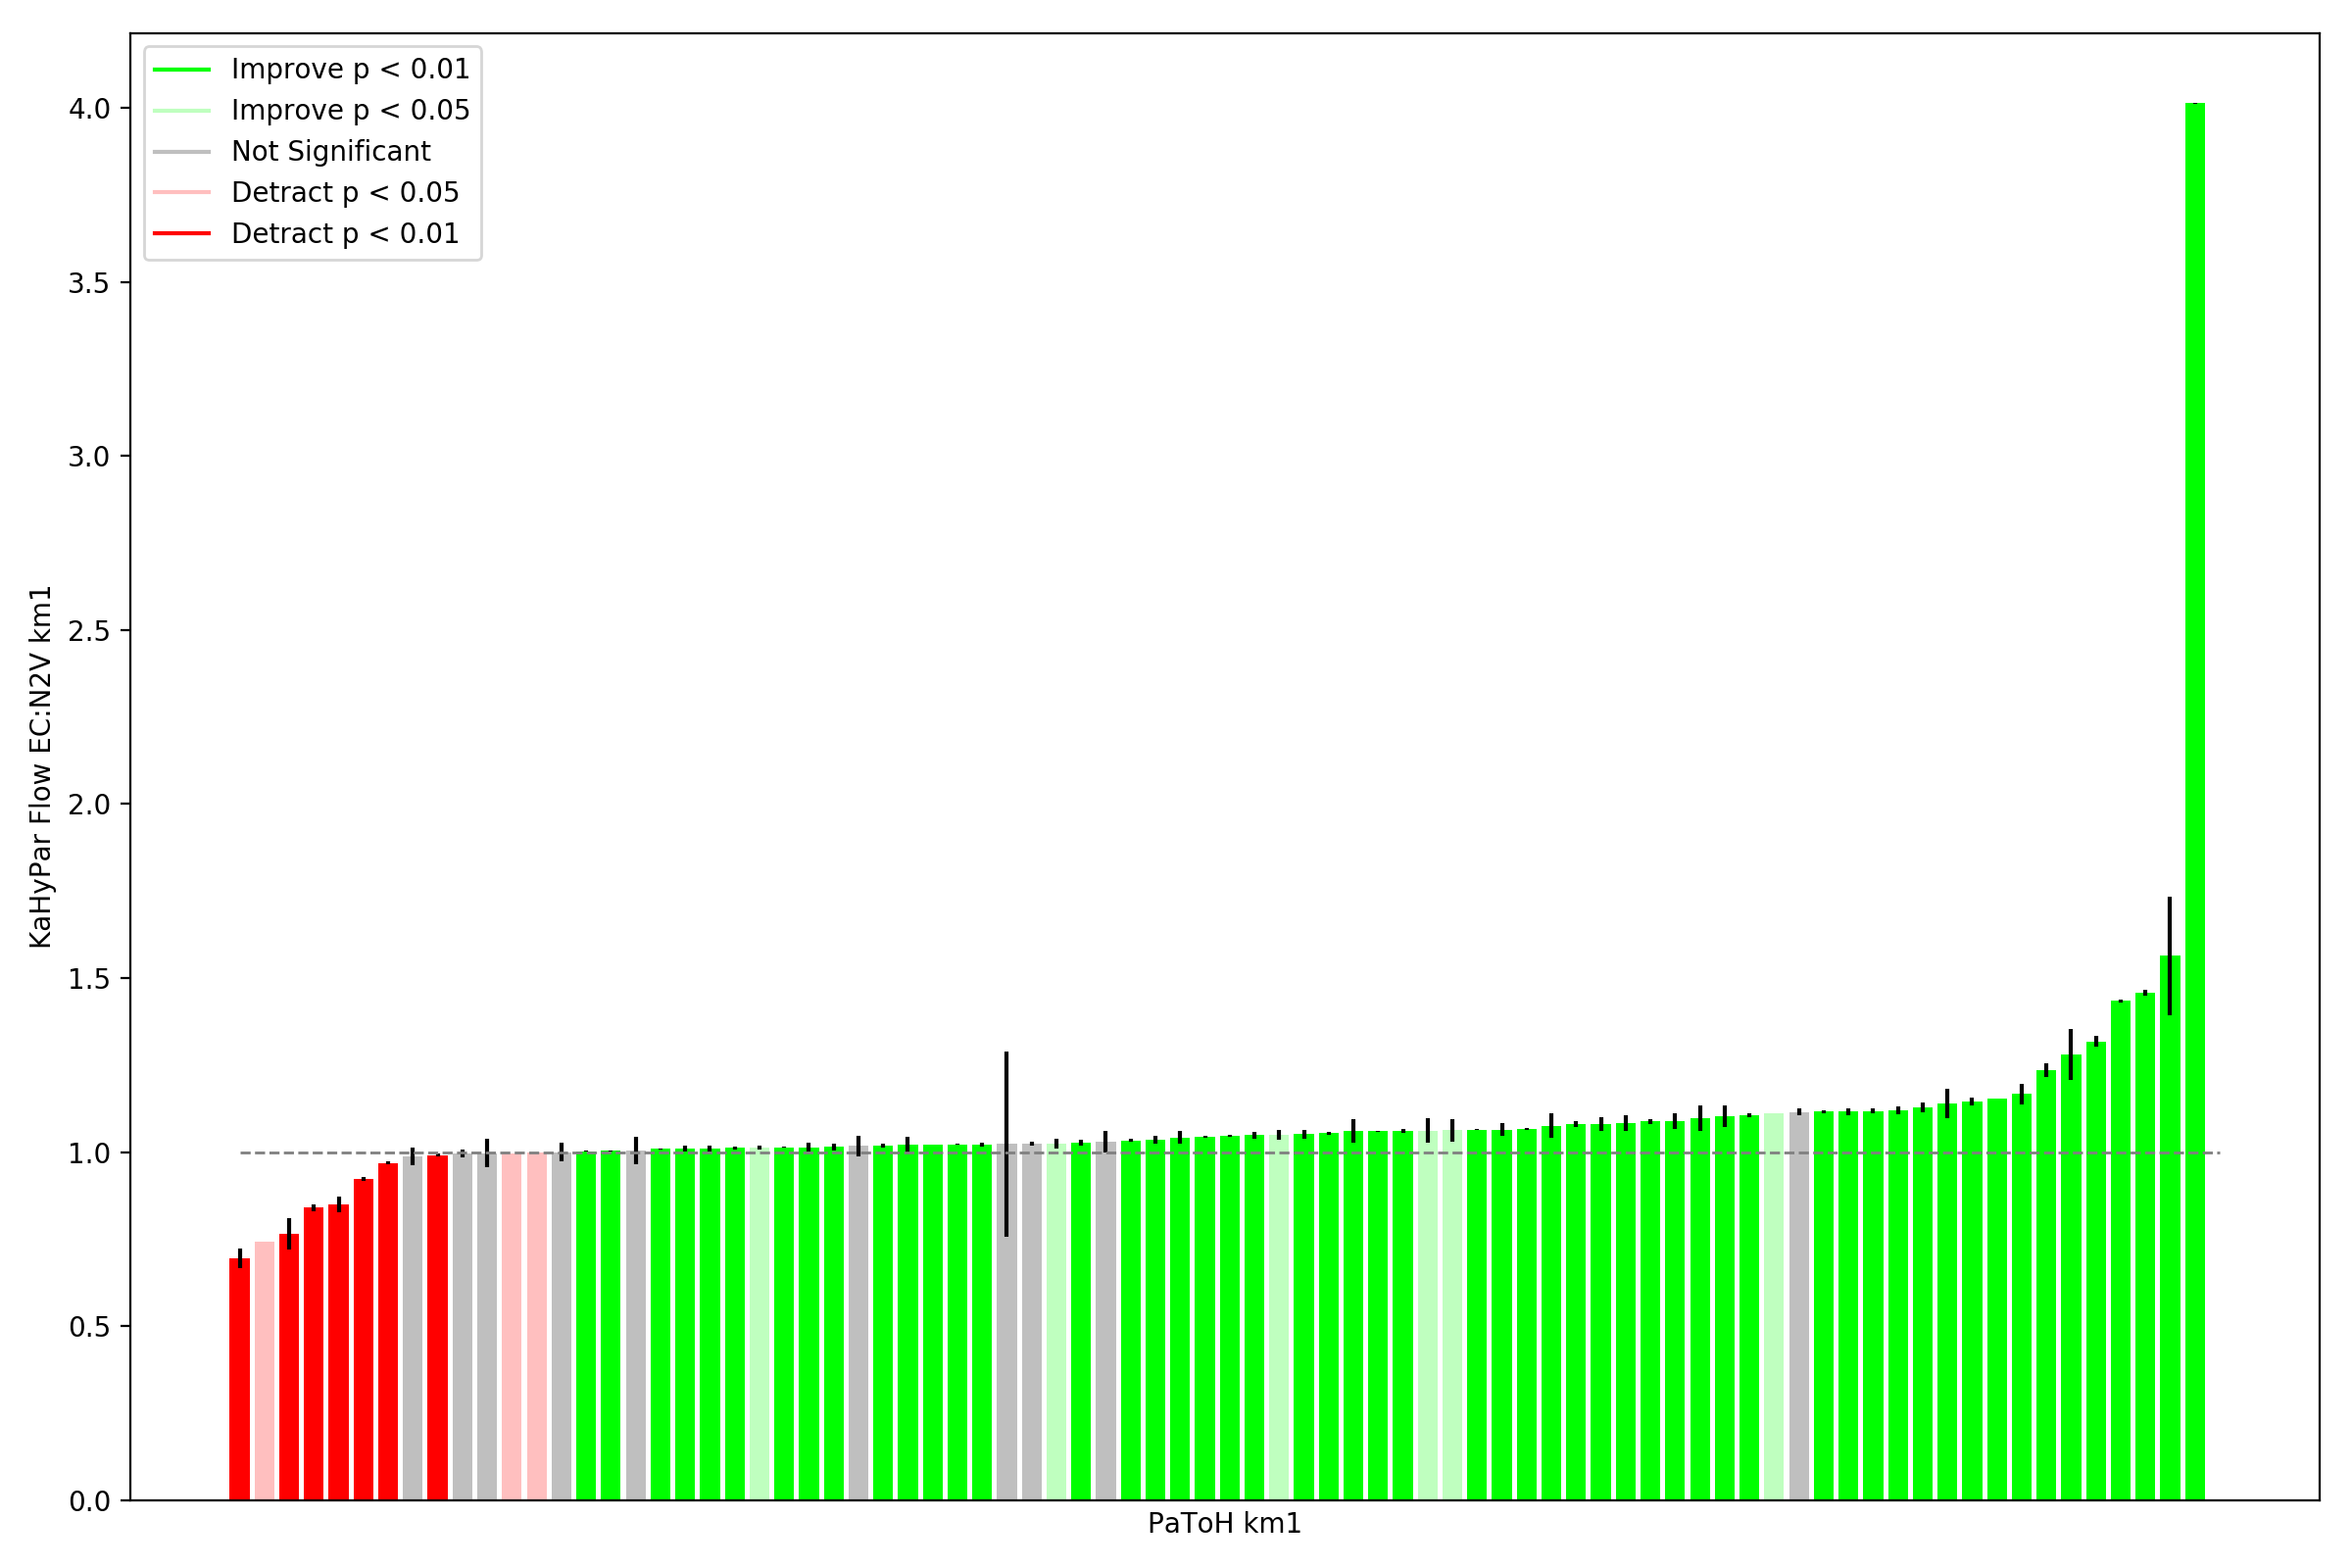 Improve p < 0.01
Improve p < 0.05
Not Significant
Detract p < 0.05
Detract p < 0.01
4.0
3.5
3.0
2.5
2.0
1.5
1.0
0.5
0.0
KaHyPar Flow EC:N2V km1
PaToH km1